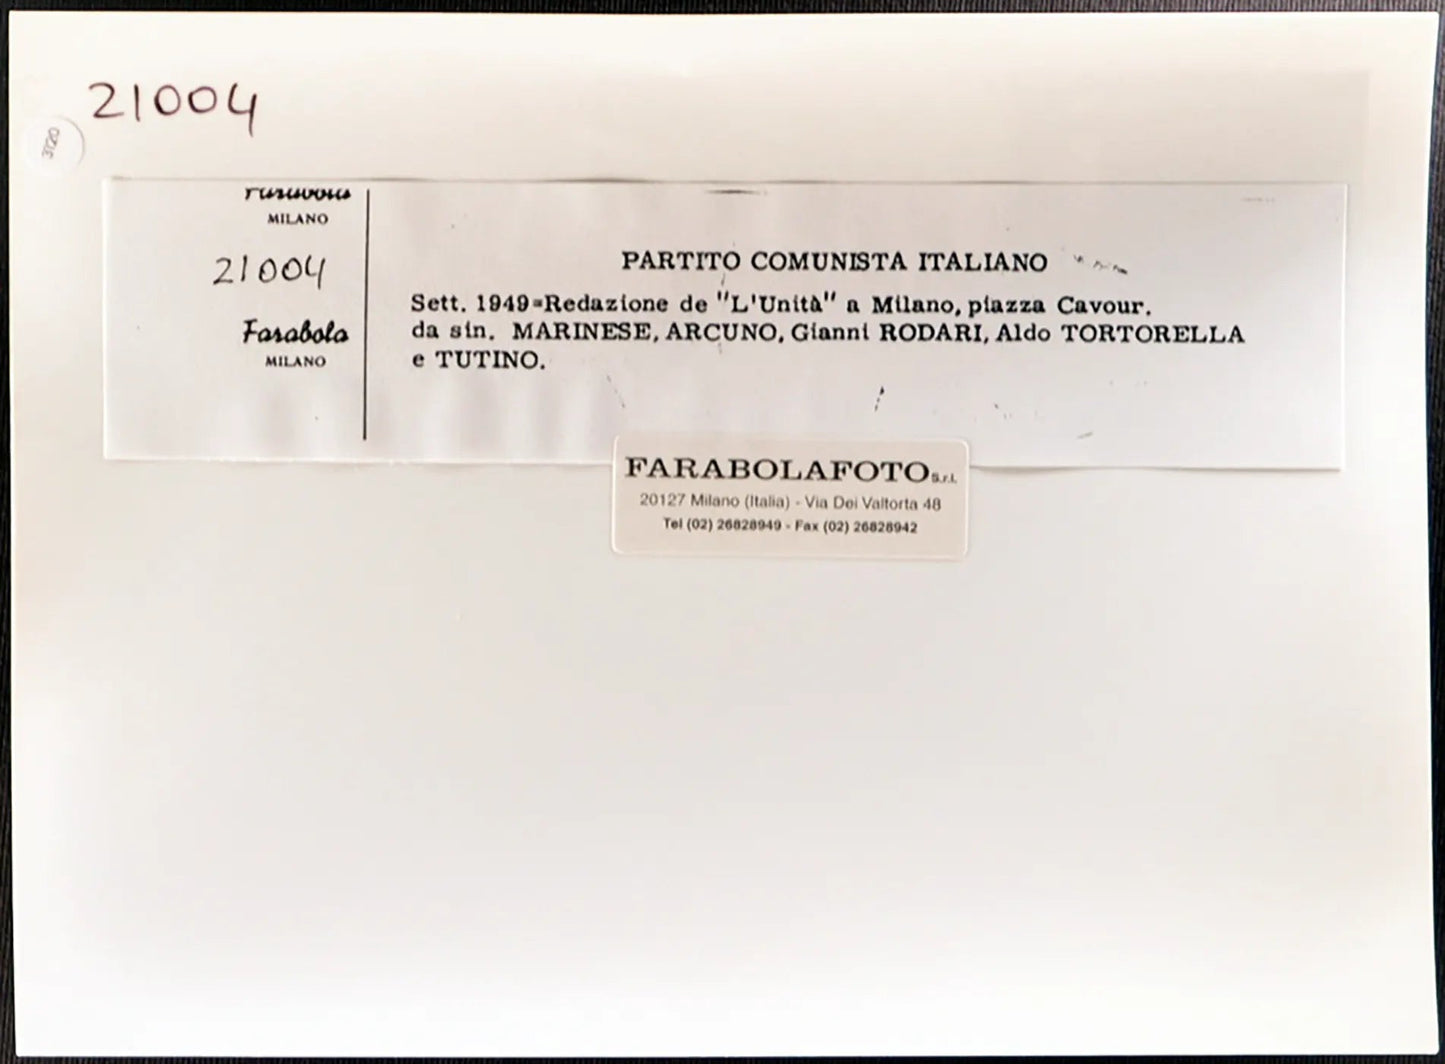 21004
3720
Farabola
MILANO
21004
Farabola
MILANO
PARTITO COMUNISTA ITALIANO
Sett. 1949=Redazione de "L'Unità" a Milano, piazza Cavour.
da sin. MARINESE, ARCUNO, Gianni RODARI, Aldo TORTORELLA
e TUTINO.
FARABOLAFOTO S.r.l.
20127 Milano (Italia) - Via Dei Valtorta 48
Tel (02) 26828949 - Fax (02) 26828942